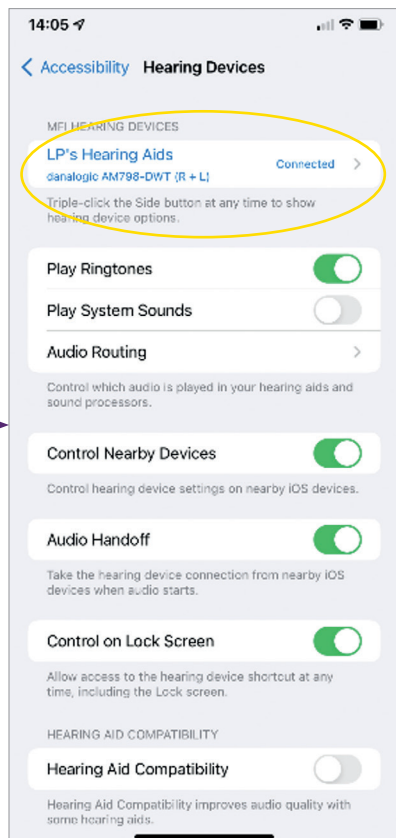 14:05
Accessibility Hearing Devices
MFI HEARING DEVICES
LP's Hearing Aids
danalogic AM798-DWT (R + L)
Connected
Triple-click the Side button at any time to show
hearing device options.
Play Ringtones
Play System Sounds
Audio Routing
Control which audio is played in your hearing aids and
sound processors.
Control Nearby Devices
Control hearing device settings on nearby iOS devices.
Audio Handoff
Take the hearing device connection from nearby iOS
devices when audio starts.
Control on Lock Screen
Allow access to the hearing device shortcut at any
time, including the Lock screen.
HEARING AID COMPATIBILITY
Hearing Aid Compatibility
Hearing Aid Compatibility improves audio quality with
some hearing aids.